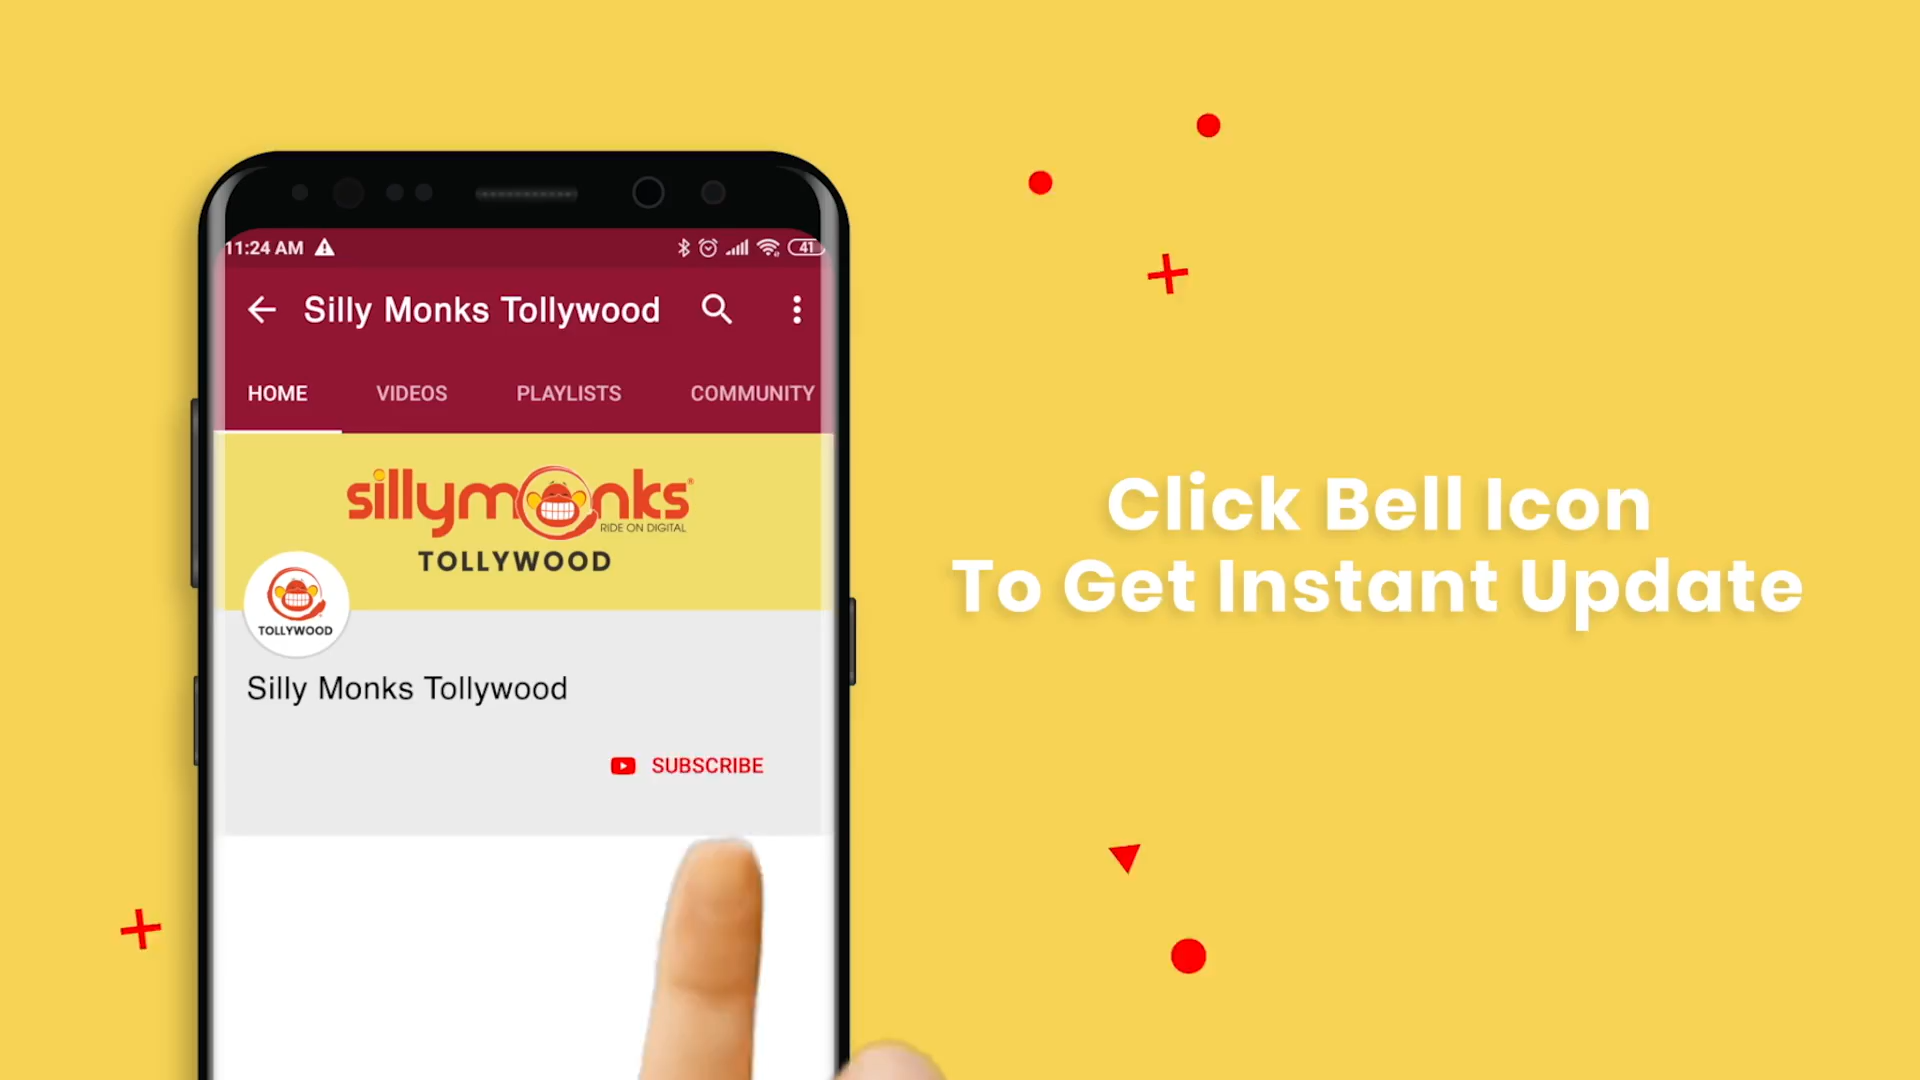 11:24 AM
41
Silly Monks Tollywood
HOME VIDEOS PLAYLISTS COMMUNITY
sillymonks®
RIDE ON DIGITAL
TOLLYWOOD
TOLLYWOOD
Silly Monks Tollywood
SUBSCRIBE
Click Bell Icon
To Get Instant Update